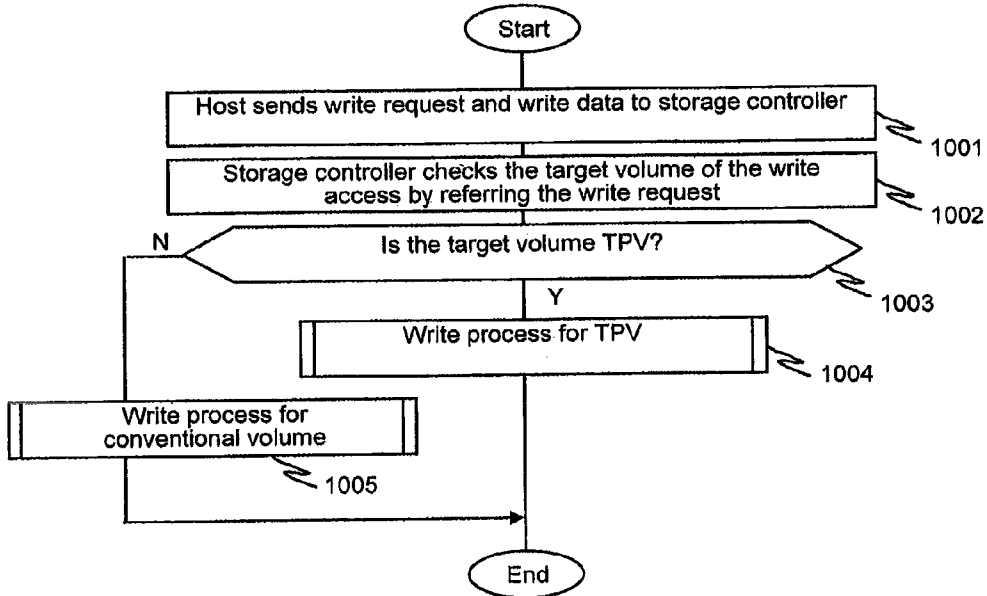 Start
Host sends write request and write data to storage controller
1001
Storage controller checks the target volume of the write
access by referring the write request
1002
N
Is the target volume TPV?
1003
Y
Write process for TPV
1004
Write process for
conventional volume
1005
End